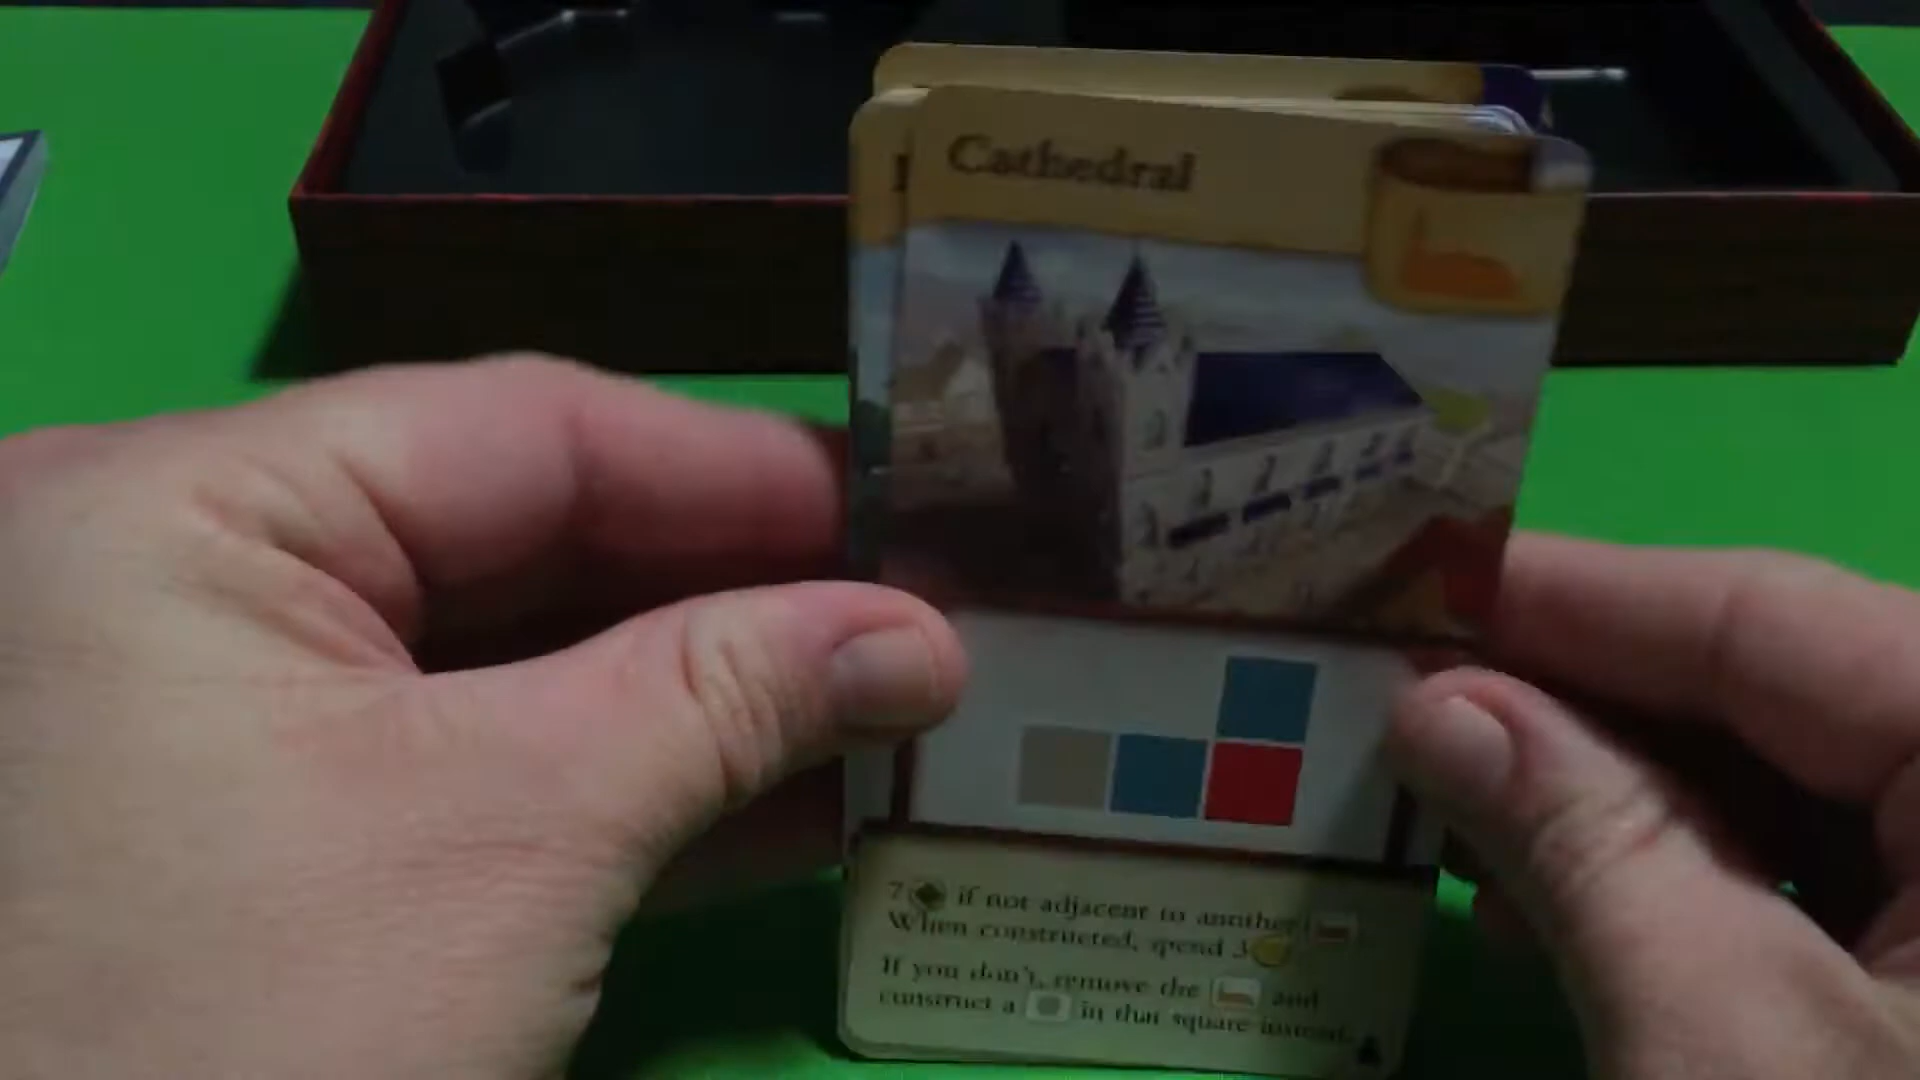 Cathedral
7 if not adjacent to another
When constructed, spend 3
If you don't, remove the and
construct a in that square instead.